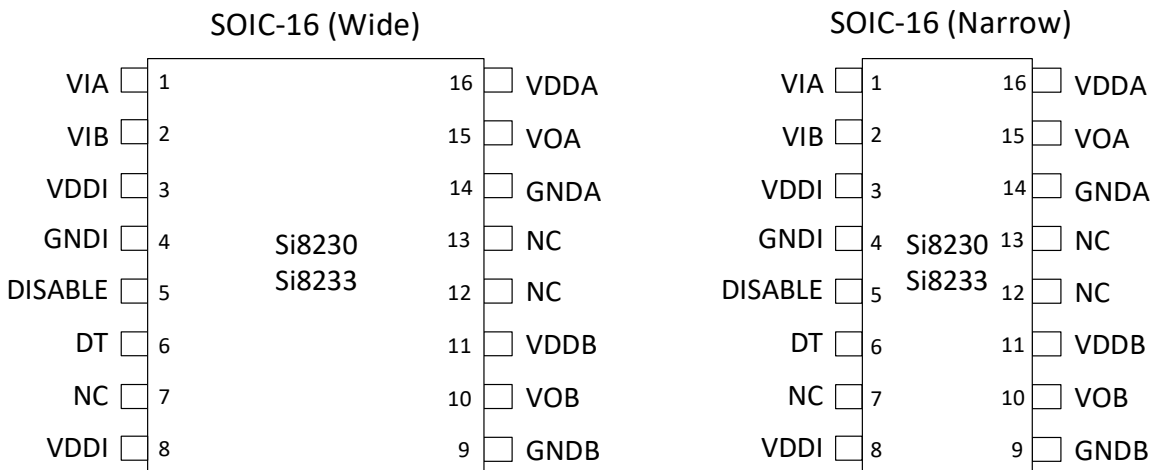 SOIC-16 (Wide)
VIA 1 16 VDDA
VIB 2 15 VOA
VDDI 3 14 GNDA
GNDI 4 13 NC
Si8230
Si8233
DISABLE 5 12 NC
DT 6 11 VDDB
NC 7 10 VOB
VDDI 8 9 GNDB
SOIC-16 (Narrow)
VIA 1 16 VDDA
VIB 2 15 VOA
VDDI 3 14 GNDA
GNDI 4 13 NC
Si8230
Si8233
DISABLE 5 12 NC
DT 6 11 VDDB
NC 7 10 VOB
VDDI 8 9 GNDB